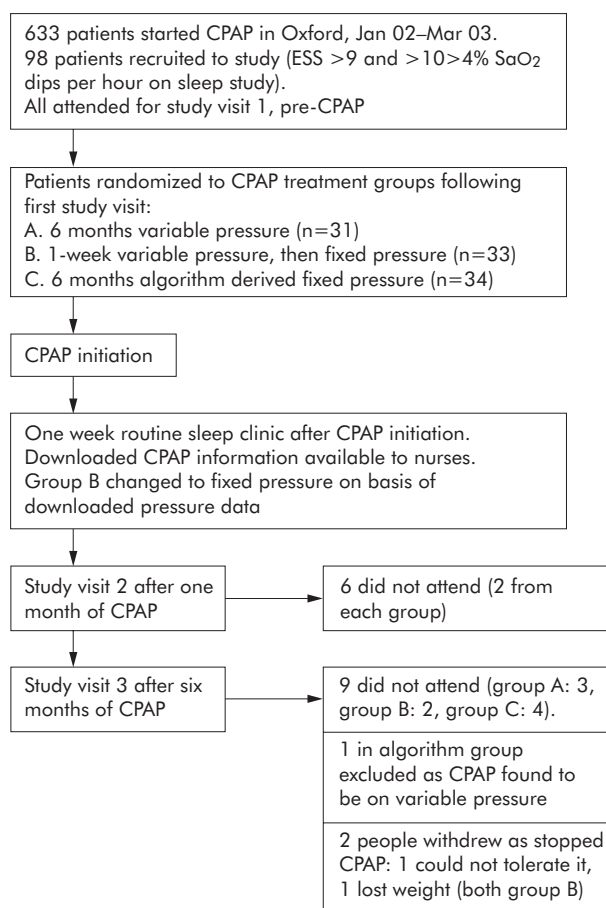 633 patients started CPAP in Oxford, Jan 02–Mar 03.
98 patients recruited to study (ESS >9 and >10>4% SaO2
dips per hour on sleep study).
All attended for study visit 1, pre-CPAP
Patients randomized to CPAP treatment groups following
first study visit:
A. 6 months variable pressure (n=31)
B. 1-week variable pressure, then fixed pressure (n=33)
C. 6 months algorithm derived fixed pressure (n=34)
CPAP initiation
One week routine sleep clinic after CPAP initiation.
Downloaded CPAP information available to nurses.
Group B changed to fixed pressure on basis of
downloaded pressure data
Study visit 2 after one
month of CPAP
6 did not attend (2 from
each group)
Study visit 3 after six
months of CPAP
9 did not attend (group A: 3,
group B: 2, group C: 4).
1 in algorithm group
excluded as CPAP found to
be on variable pressure
2 people withdrew as stopped
CPAP: 1 could not tolerate it,
1 lost weight (both group B)